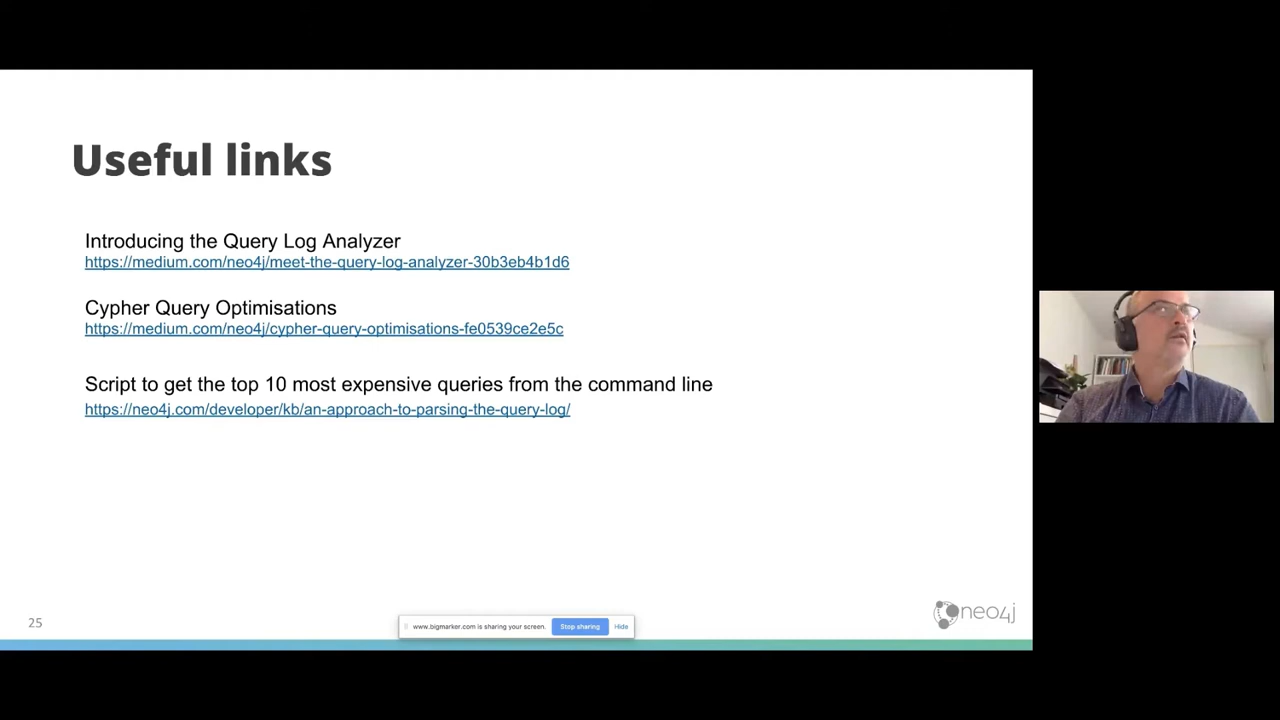 Useful links
Introducing the Query Log Analyzer
https://medium.com/neo4j/meet-the-query-log-analyzer-30b3eb4b1d6
Cypher Query Optimisations
https://medium.com/neo4j/cypher-query-optimisations-fe0539ce2e5c
Script to get the top 10 most expensive queries from the command line
https://neo4j.com/developer/kb/an-approach-to-parsing-the-query-log/
25
www.bigmarker.com is sharing your screen. Stop sharing Hide
neo4j